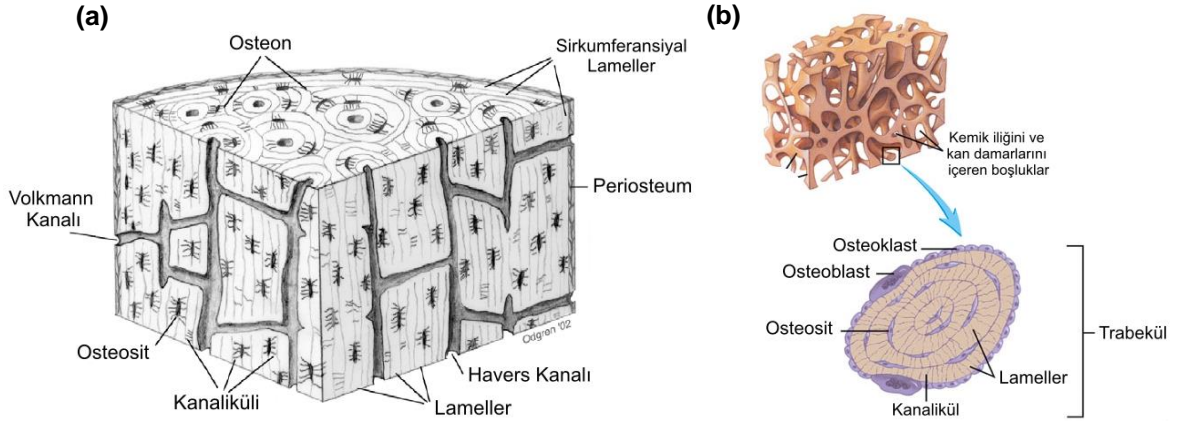 (a)
Osteon
Sirkumferansiyal
Lameller
Volkmann
Kanalı
Periosteum
Osteosit
Kanaliküli
Lameller
Havers Kanalı
Odgren '02
(b)
Kemik iliğini ve
kan damarlarını
içeren boşluklar
Osteoklast
Osteoblast
Osteosit
Trabekül
Lameller
Kanalikül